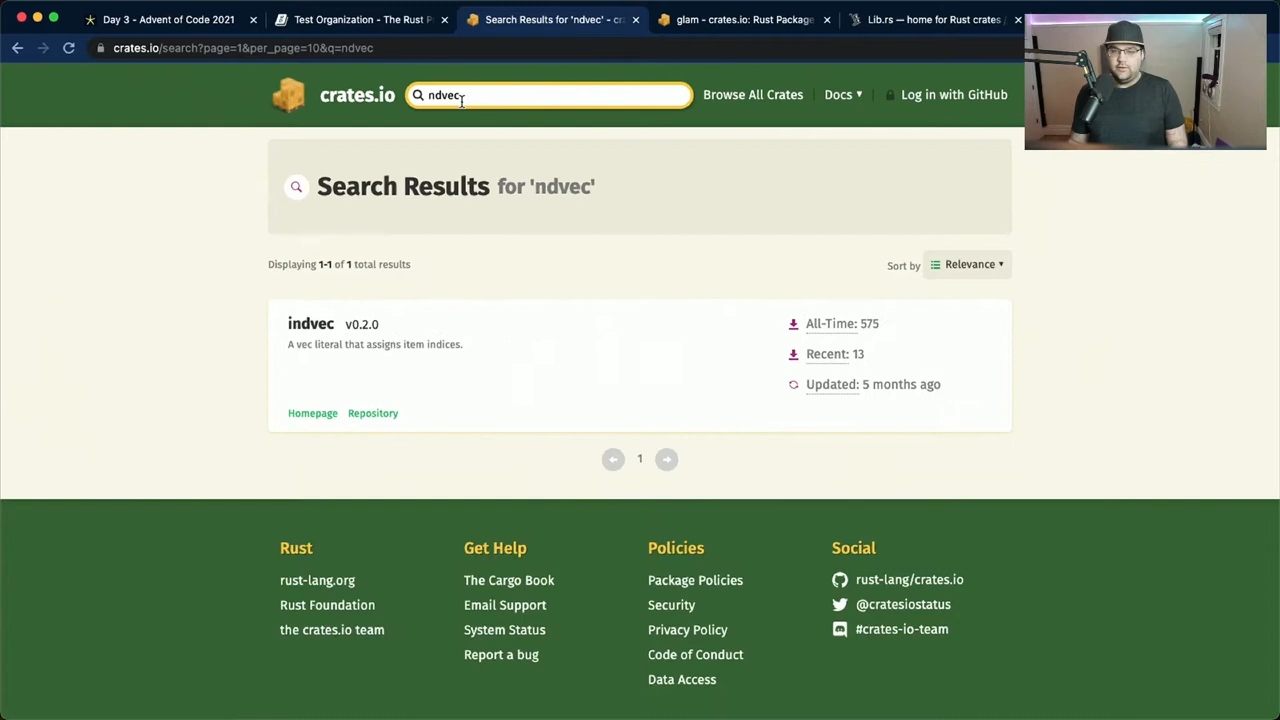 Day 3 - Advent of Code 2021
Test Organization - The Rust P
Search Results for 'ndvec' - cr
glam - crates.io: Rust Package
Lib.rs — home for Rust crates /
crates.io/search?page=1&per_page=10&q=ndvec
crates.io
ndvec
Browse All Crates
Docs
Log in with GitHub
Search Results for 'ndvec'
Displaying 1-1 of 1 total results
Sort by
Relevance
indvec v0.2.0
A vec literal that assigns item indices.
All-Time: 575
Recent: 13
Updated: 5 months ago
Homepage
Repository
1
Rust
rust-lang.org
Rust Foundation
the crates.io team
Get Help
The Cargo Book
Email Support
System Status
Report a bug
Policies
Package Policies
Security
Privacy Policy
Code of Conduct
Data Access
Social
rust-lang/crates.io
@cratesiostatus
#crates-io-team